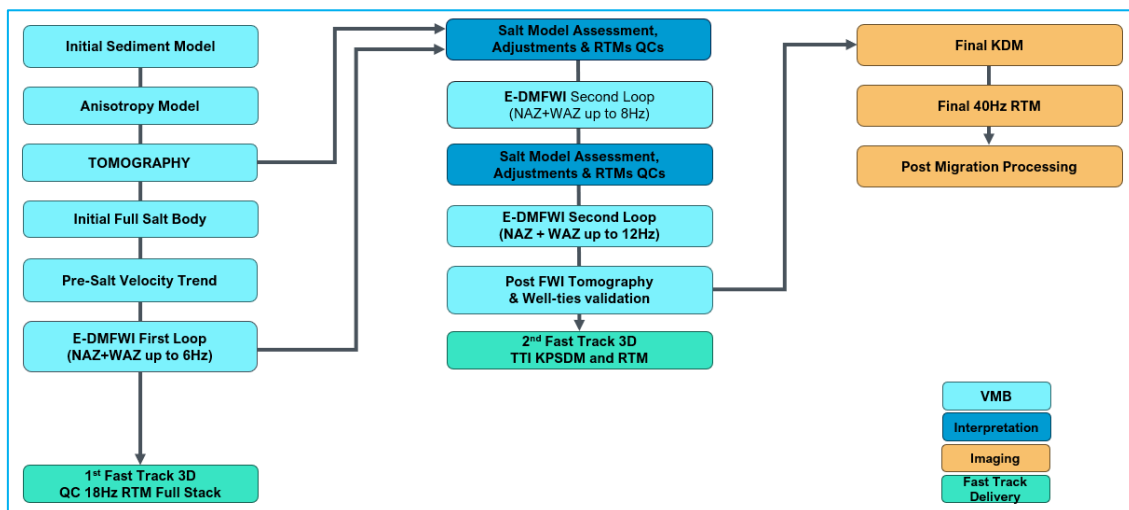 Initial Sediment Model
Anisotropy Model
TOMOGRAPHY
Initial Full Salt Body
Pre-Salt Velocity Trend
E-DMFWI First Loop
(NAZ+WAZ up to 6Hz)
1st Fast Track 3D
QC 18Hz RTM Full Stack
Salt Model Assessment,
Adjustments & RTMs QCs
E-DMFWI Second Loop
(NAZ+WAZ up to 8Hz)
Salt Model Assessment,
Adjustments & RTMs QCs
E-DMFWI Second Loop
(NAZ + WAZ up to 12Hz)
Post FWI Tomography
& Well-ties validation
2nd Fast Track 3D
TTI KPSDM and RTM
Final KDM
Final 40Hz RTM
Post Migration Processing
VMB
Interpretation
Imaging
Fast Track
Delivery